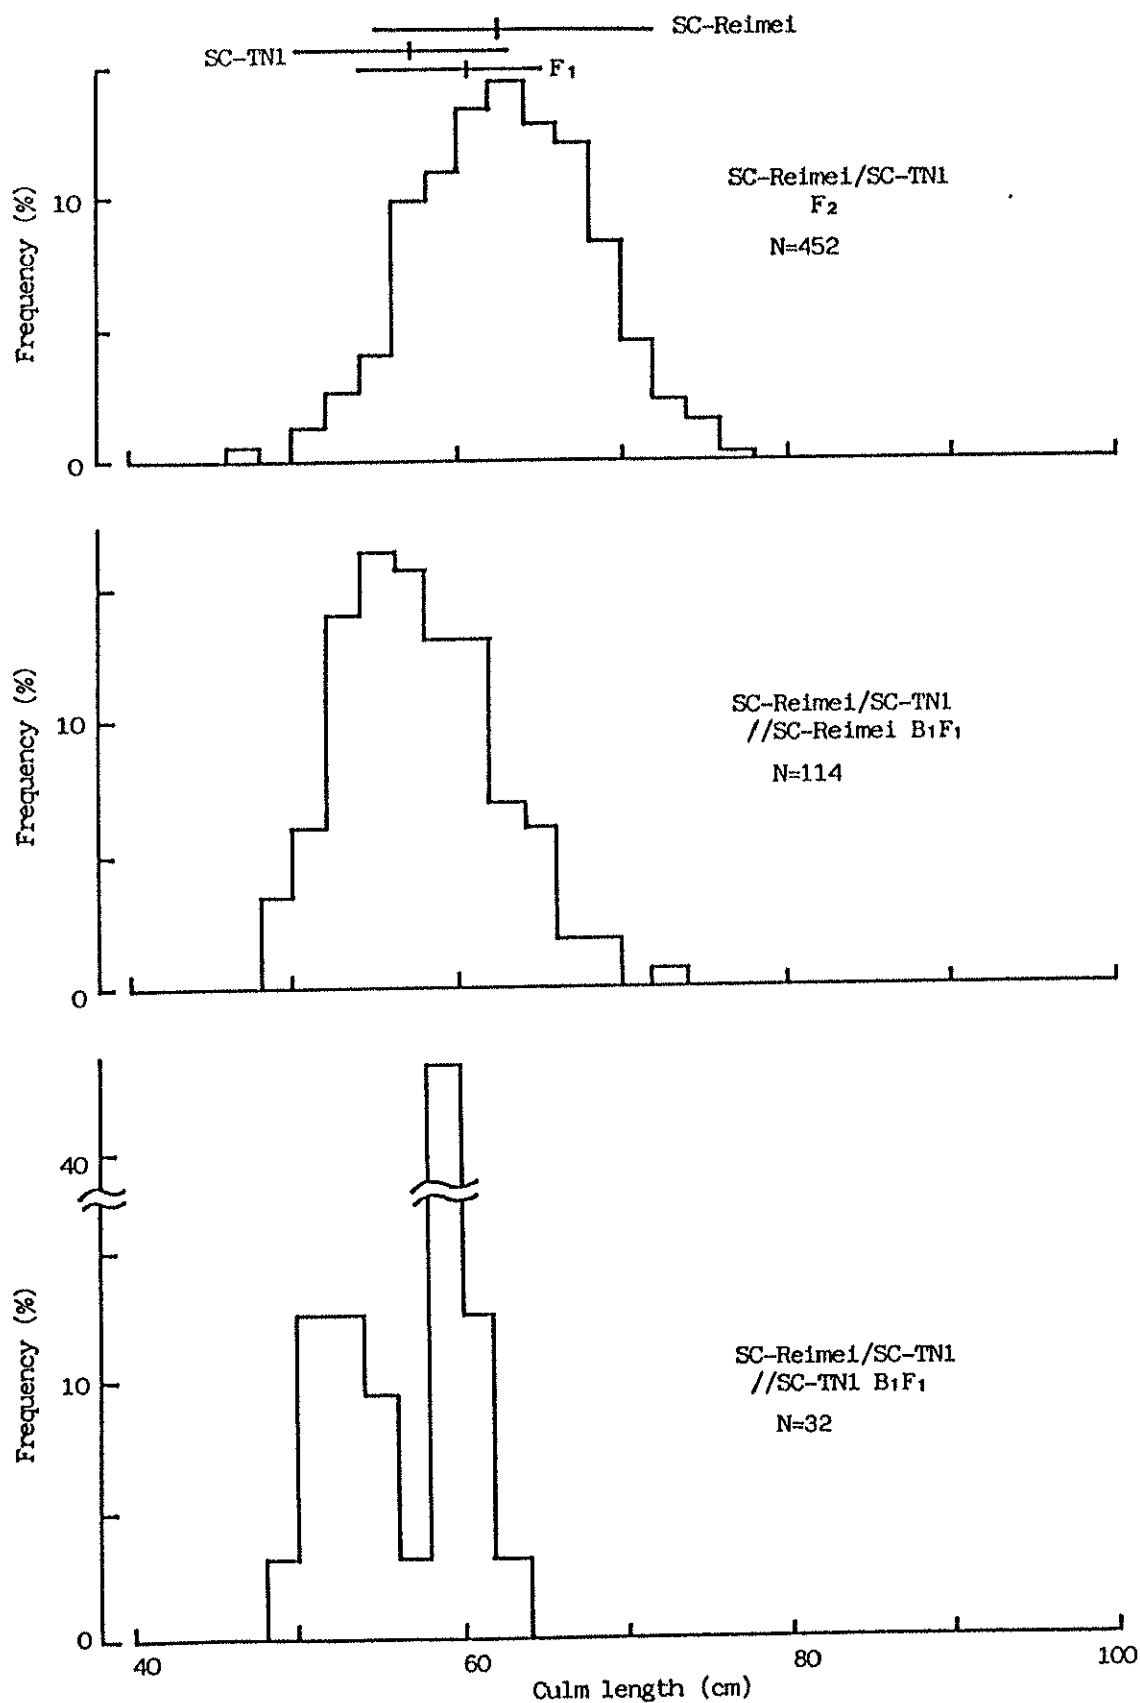 SC-Reimei
SC-TN1
F₁
Frequency (%)
10
0
SC-Reimei/SC-TN1
F₂
N=452
Frequency (%)
10
0
SC-Reimei/SC-TN1
//SC-Reimei B₁F₁
N=114
Frequency (%)
40
10
0
SC-Reimei/SC-TN1
//SC-TN1 B₁F₁
N=32
40
60
80
100
Culm length (cm)